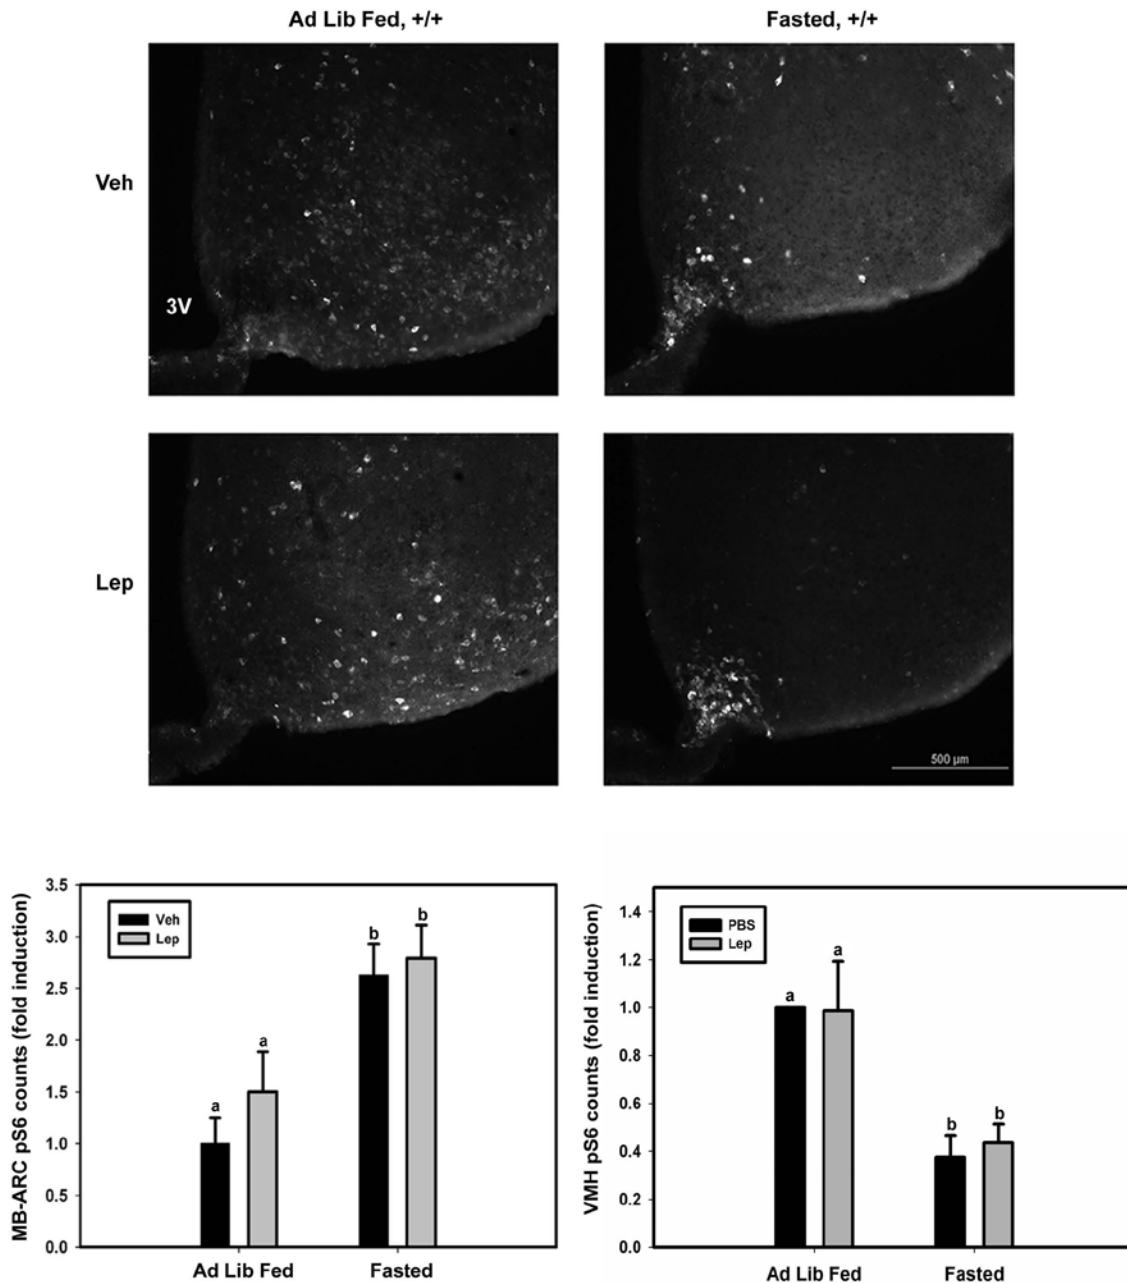 Ad Lib Fed, +/+
Fasted, +/+
Veh
3V
Lep
500 µm
MB-ARC pS6 counts (fold induction)
3.5
3.0
2.5
2.0
1.5
1.0
0.5
0.0
Veh
Lep
a
a
b
b
Ad Lib Fed
Fasted
VMH pS6 counts (fold induction)
1.4
1.2
1.0
0.8
0.6
0.4
0.2
0.0
PBS
Lep
a
a
b
b
Ad Lib Fed
Fasted